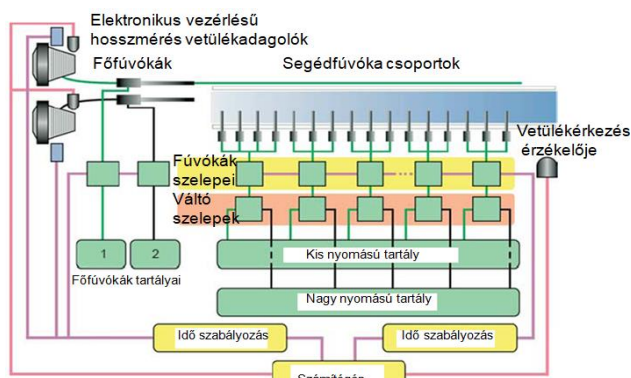 Elektronikus vezérlésű
hosszmérés vetülékadagolók
Főfúvókák
Segédfúvóka csoportok
Vetülékérkezés
érzékelője
Fúvókák
szelepei
Váltó
szelepek
1
2
Főfúvókák tartályai
Kis nyomású tartály
Nagy nyomású tartály
Idő szabályozás
Idő szabályozás